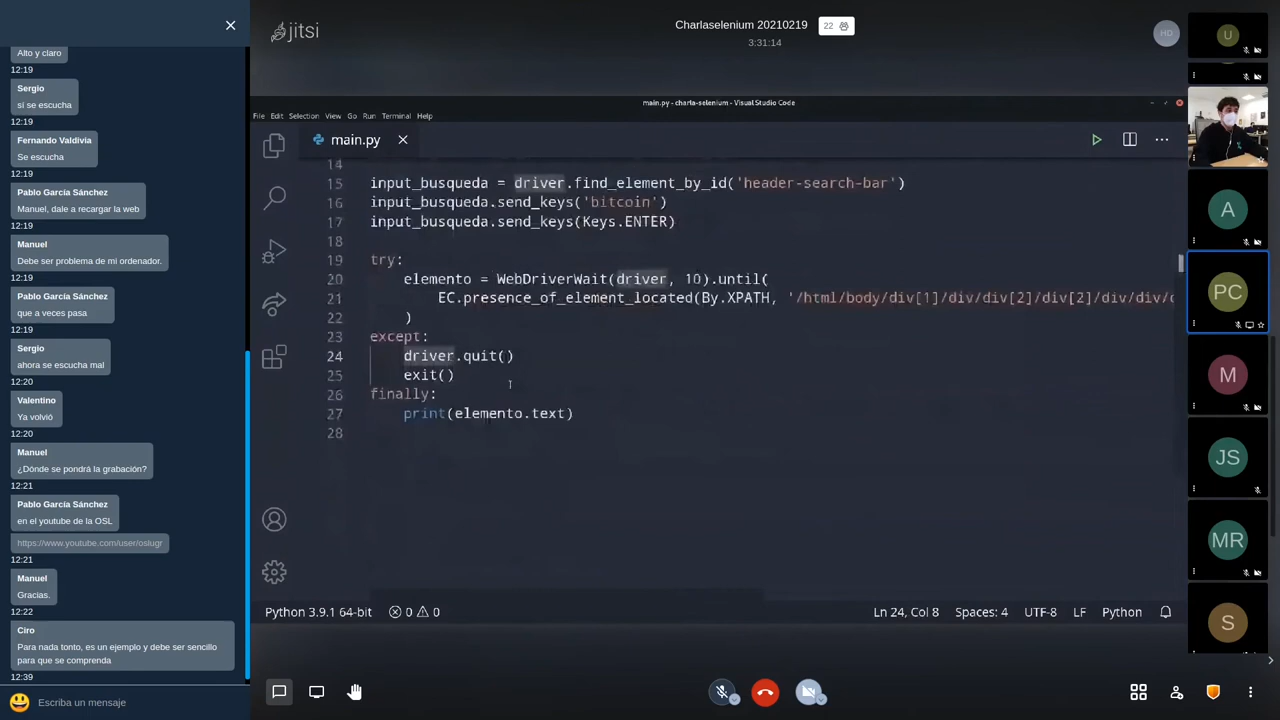 Alto y claro
12:19
Sergio
sí se escucha
12:19
Fernando Valdivia
Se escucha
12:19
Pablo García Sánchez
Manuel, dale a recargar la web
12:19
Manuel
Debe ser problema de mi ordenador.
12:19
Pablo García Sánchez
que a veces pasa
12:19
Sergio
ahora se escucha mal
12:20
Valentino
Ya volvió
12:20
Manuel
¿Dónde se pondrá la grabación?
12:21
Pablo García Sánchez
en el youtube de la OSL
https://www.youtube.com/user/oslugr
12:21
Manuel
Gracias.
12:22
Ciro
Para nada tonto, es un ejemplo y debe ser sencillo
para que se comprenda
12:39
Escriba un mensaje
jitsi
Charlaselenium 20210219
22
3:31:14
HD
main.py - charla-selenium - Visual Studio Code
File Edit Selection View Go Run Terminal Help
main.py
14
15 input_busqueda = driver.find_element_by_id('header-search-bar')
16 input_busqueda.send_keys('bitcoin')
17 input_busqueda.send_keys(Keys.ENTER)
18
19 try:
20 elemento = WebDriverWait(driver, 10).until(
21 EC.presence_of_element_located(By.XPATH, '/html/body/div[1]/div/div[2]/div[2]/div/div/div/
22 )
23 except:
24 driver.quit()
25 exit()
26 finally:
27 print(elemento.text)
28
Python 3.9.1 64-bit
0
0
Ln 24, Col 8
Spaces: 4
UTF-8
LF
Python
U
A
PC
M
JS
MR
S